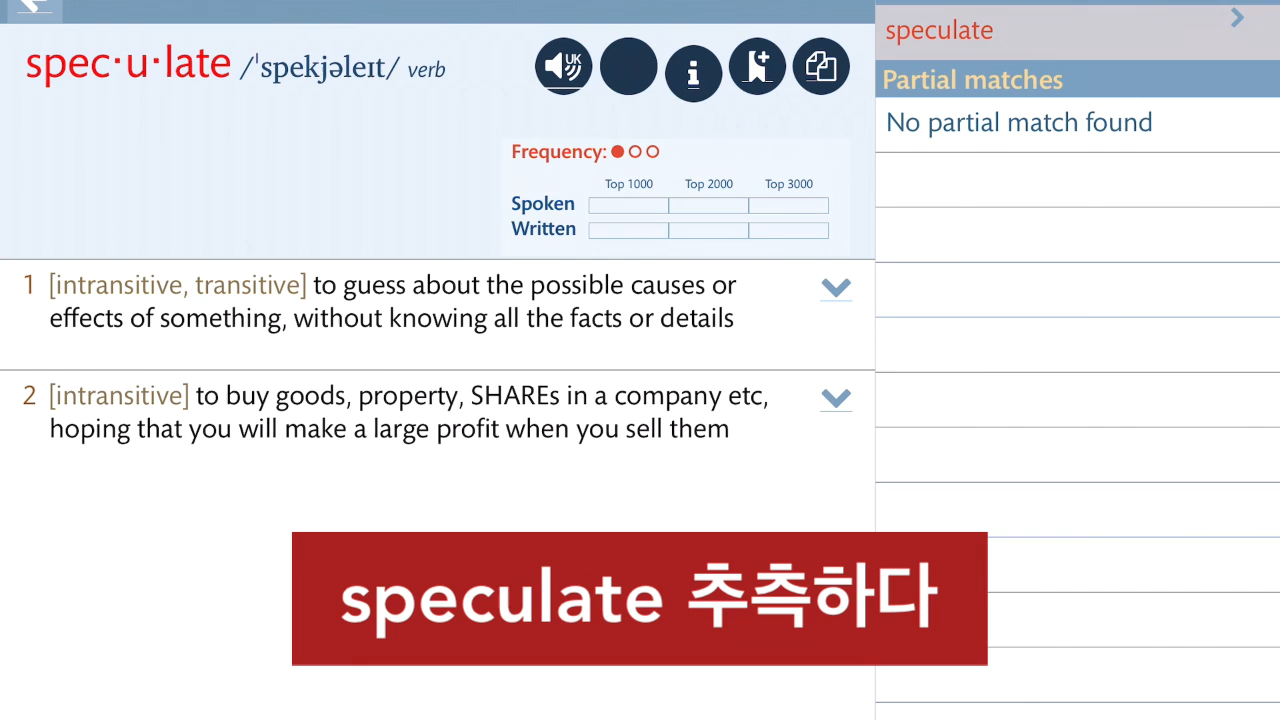 spec·u·late /ˈspekjəleɪt/ verb
UK
Frequency:
Top 1000 Top 2000 Top 3000
Spoken
Written
1 [intransitive, transitive] to guess about the possible causes or
effects of something, without knowing all the facts or details
2 [intransitive] to buy goods, property, SHAREs in a company etc,
hoping that you will make a large profit when you sell them
speculate
Partial matches
No partial match found
speculate 추측하다